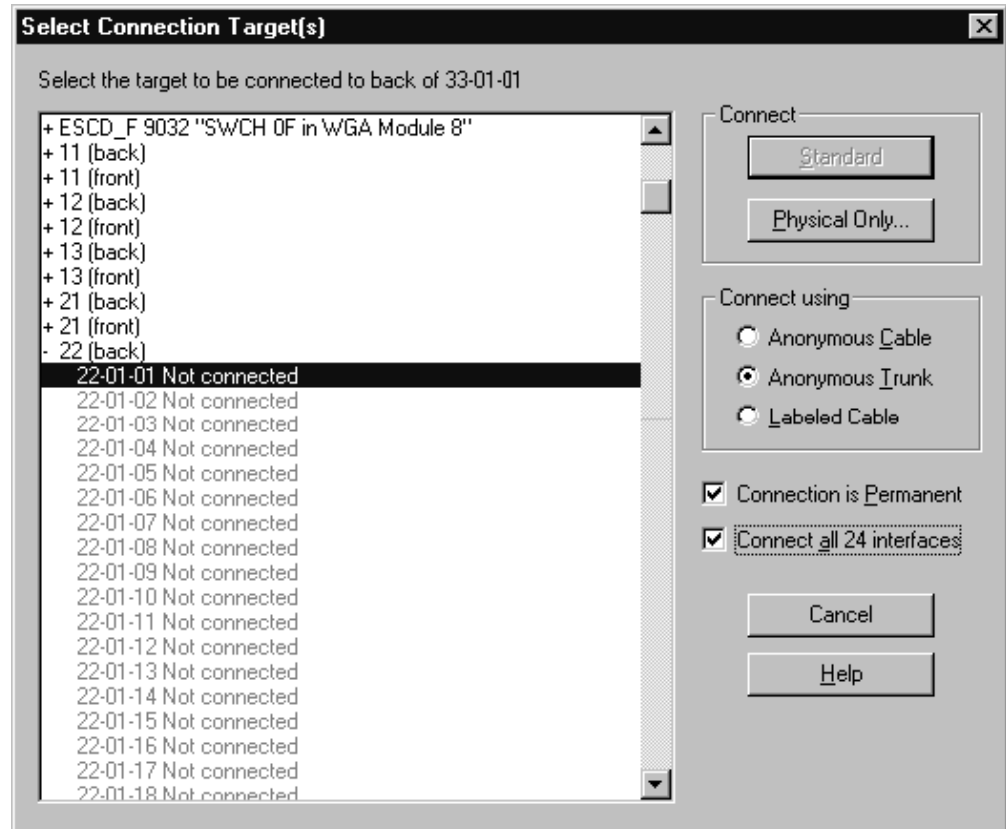 Select Connection Target(s)
Select the target to be connected to back of 33-01-01
+ ESCD_F 9032 "SWCH 0F in WGA Module 8"
+ 11 (back)
+ 11 (front)
+ 12 (back)
+ 12 (front)
+ 13 (back)
+ 13 (front)
+ 21 (back)
+ 21 (front)
- 22 (back)
22-01-01 Not connected
22-01-02 Not connected
22-01-03 Not connected
22-01-04 Not connected
22-01-05 Not connected
22-01-06 Not connected
22-01-07 Not connected
22-01-08 Not connected
22-01-09 Not connected
22-01-10 Not connected
22-01-11 Not connected
22-01-12 Not connected
22-01-13 Not connected
22-01-14 Not connected
22-01-15 Not connected
22-01-16 Not connected
22-01-17 Not connected
22-01-18 Not connected
Connect
Standard
Physical Only...
Connect using
Anonymous Cable
Anonymous Trunk
Labeled Cable
Connection is Permanent
Connect all 24 interfaces
Cancel
Help